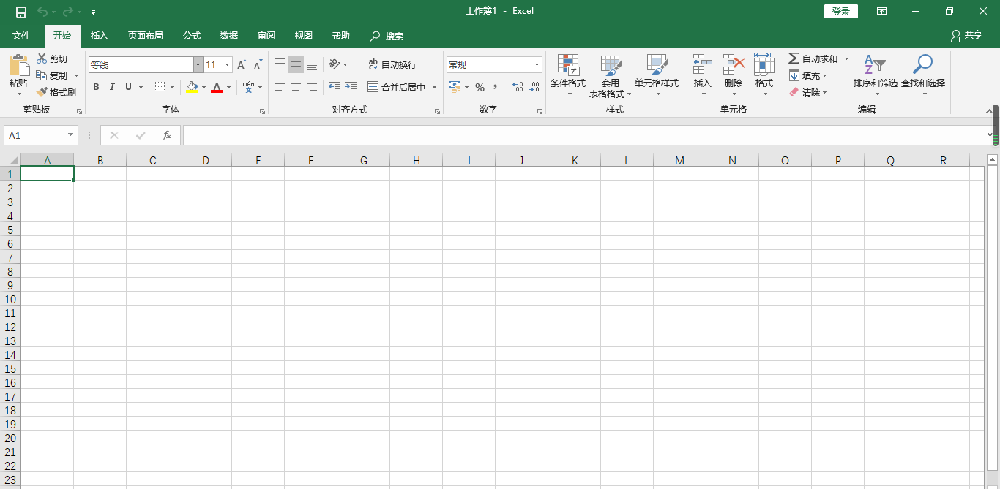 工作簿1 - Excel
登录
文件 开始 插入 页面布局 公式 数据 审阅 视图 帮助 搜索 共享
剪切
复制
格式刷
粘贴
剪贴板
等线 11 A A
B I U A wén 文
字体
ab 自动换行
合并后居中
对齐方式
常规
% , .00 .0 .00
数字
条件格式
套用
表格格式
单元格样式
样式
插入 删除 格式
单元格
自动求和
填充
清除
排序和筛选 查找和选择
编辑
A1 fx
A B C D E F G H I J K L M N O P Q R
1
2
3
4
5
6
7
8
9
10
11
12
13
14
15
16
17
18
19
20
21
22
23